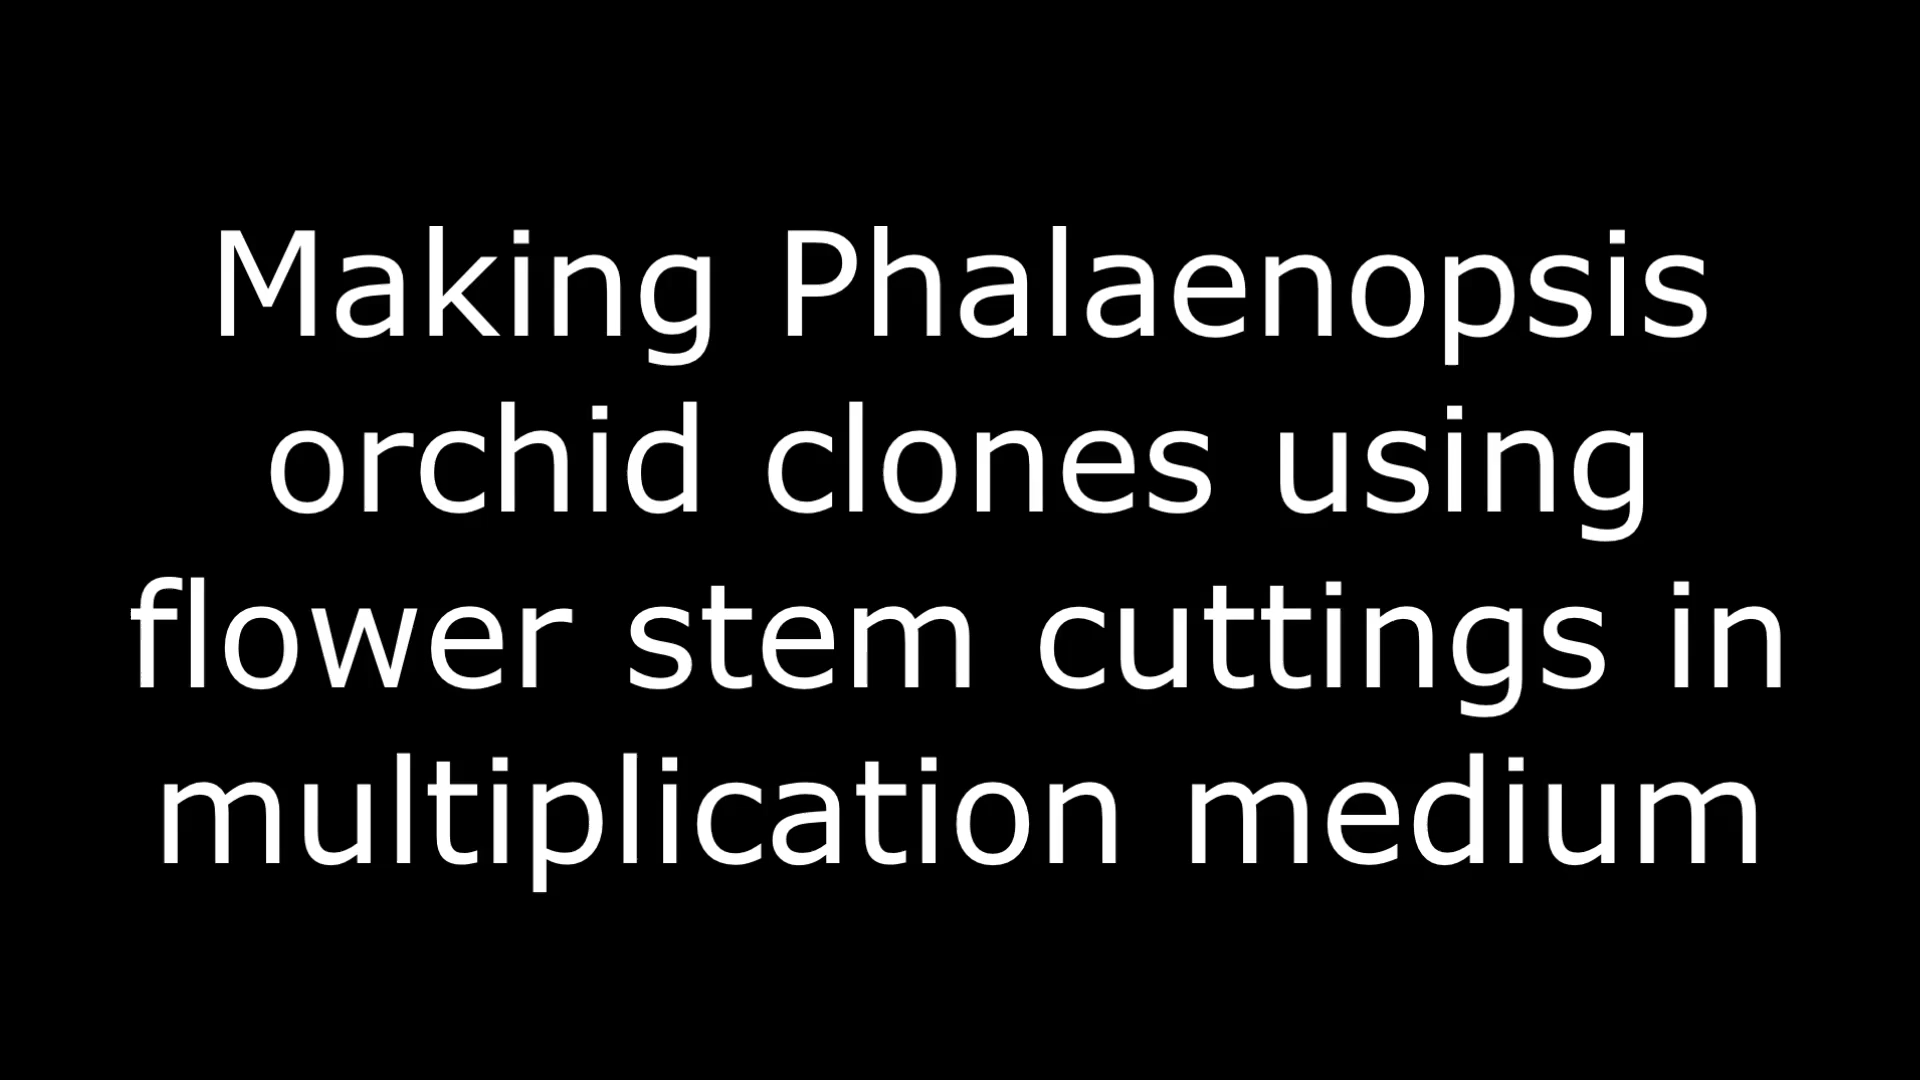 Making Phalaenopsis
orchid clones using
flower stem cuttings in
multiplication medium